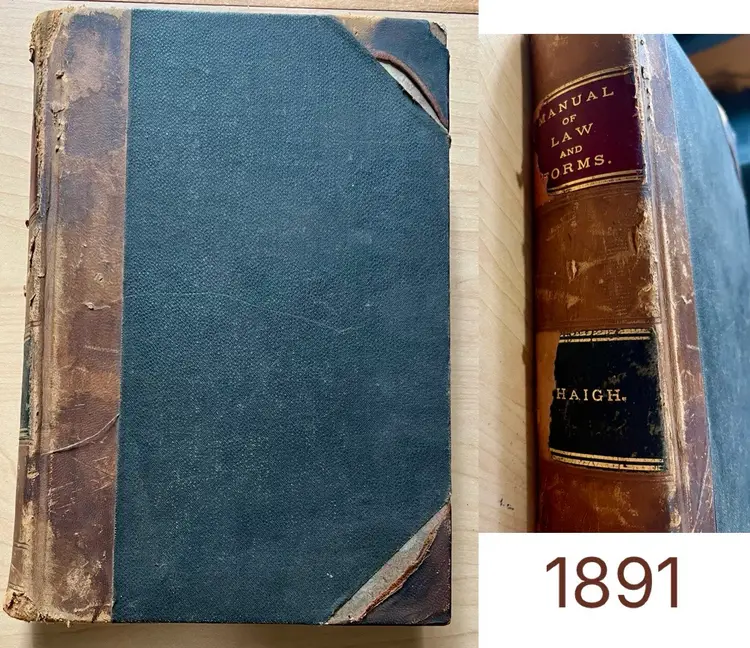 MANUAL
OF
LAW
AND
FORMS.
HAIGH.
1891